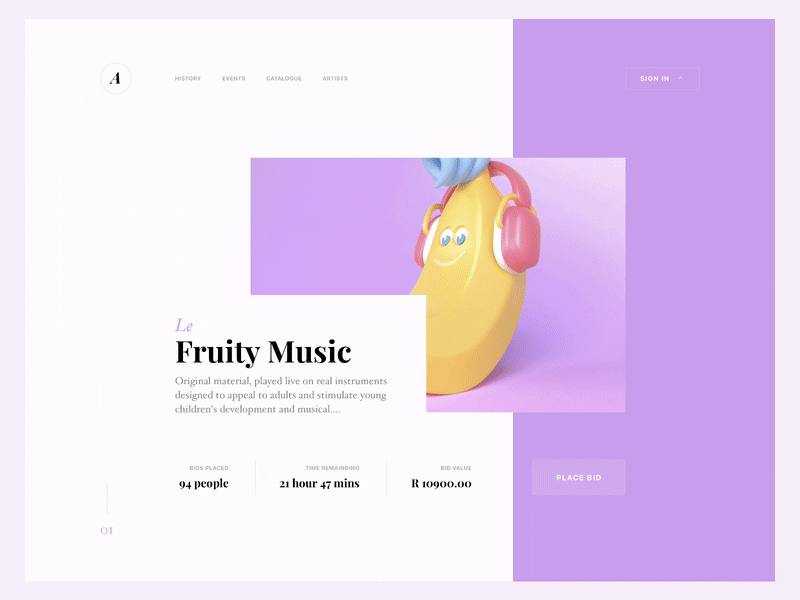 A
HISTORY EVENTS CATALOGUE ARTISTS
SIGN IN
Le
Fruity Music
Original material, played live on real instruments
designed to appeal to adults and stimulate young
children's development and musical....
BIDS PLACED
94 people
TIME REMAINDING
21 hour 47 mins
BID VALUE
R 10900.00
PLACE BID
01